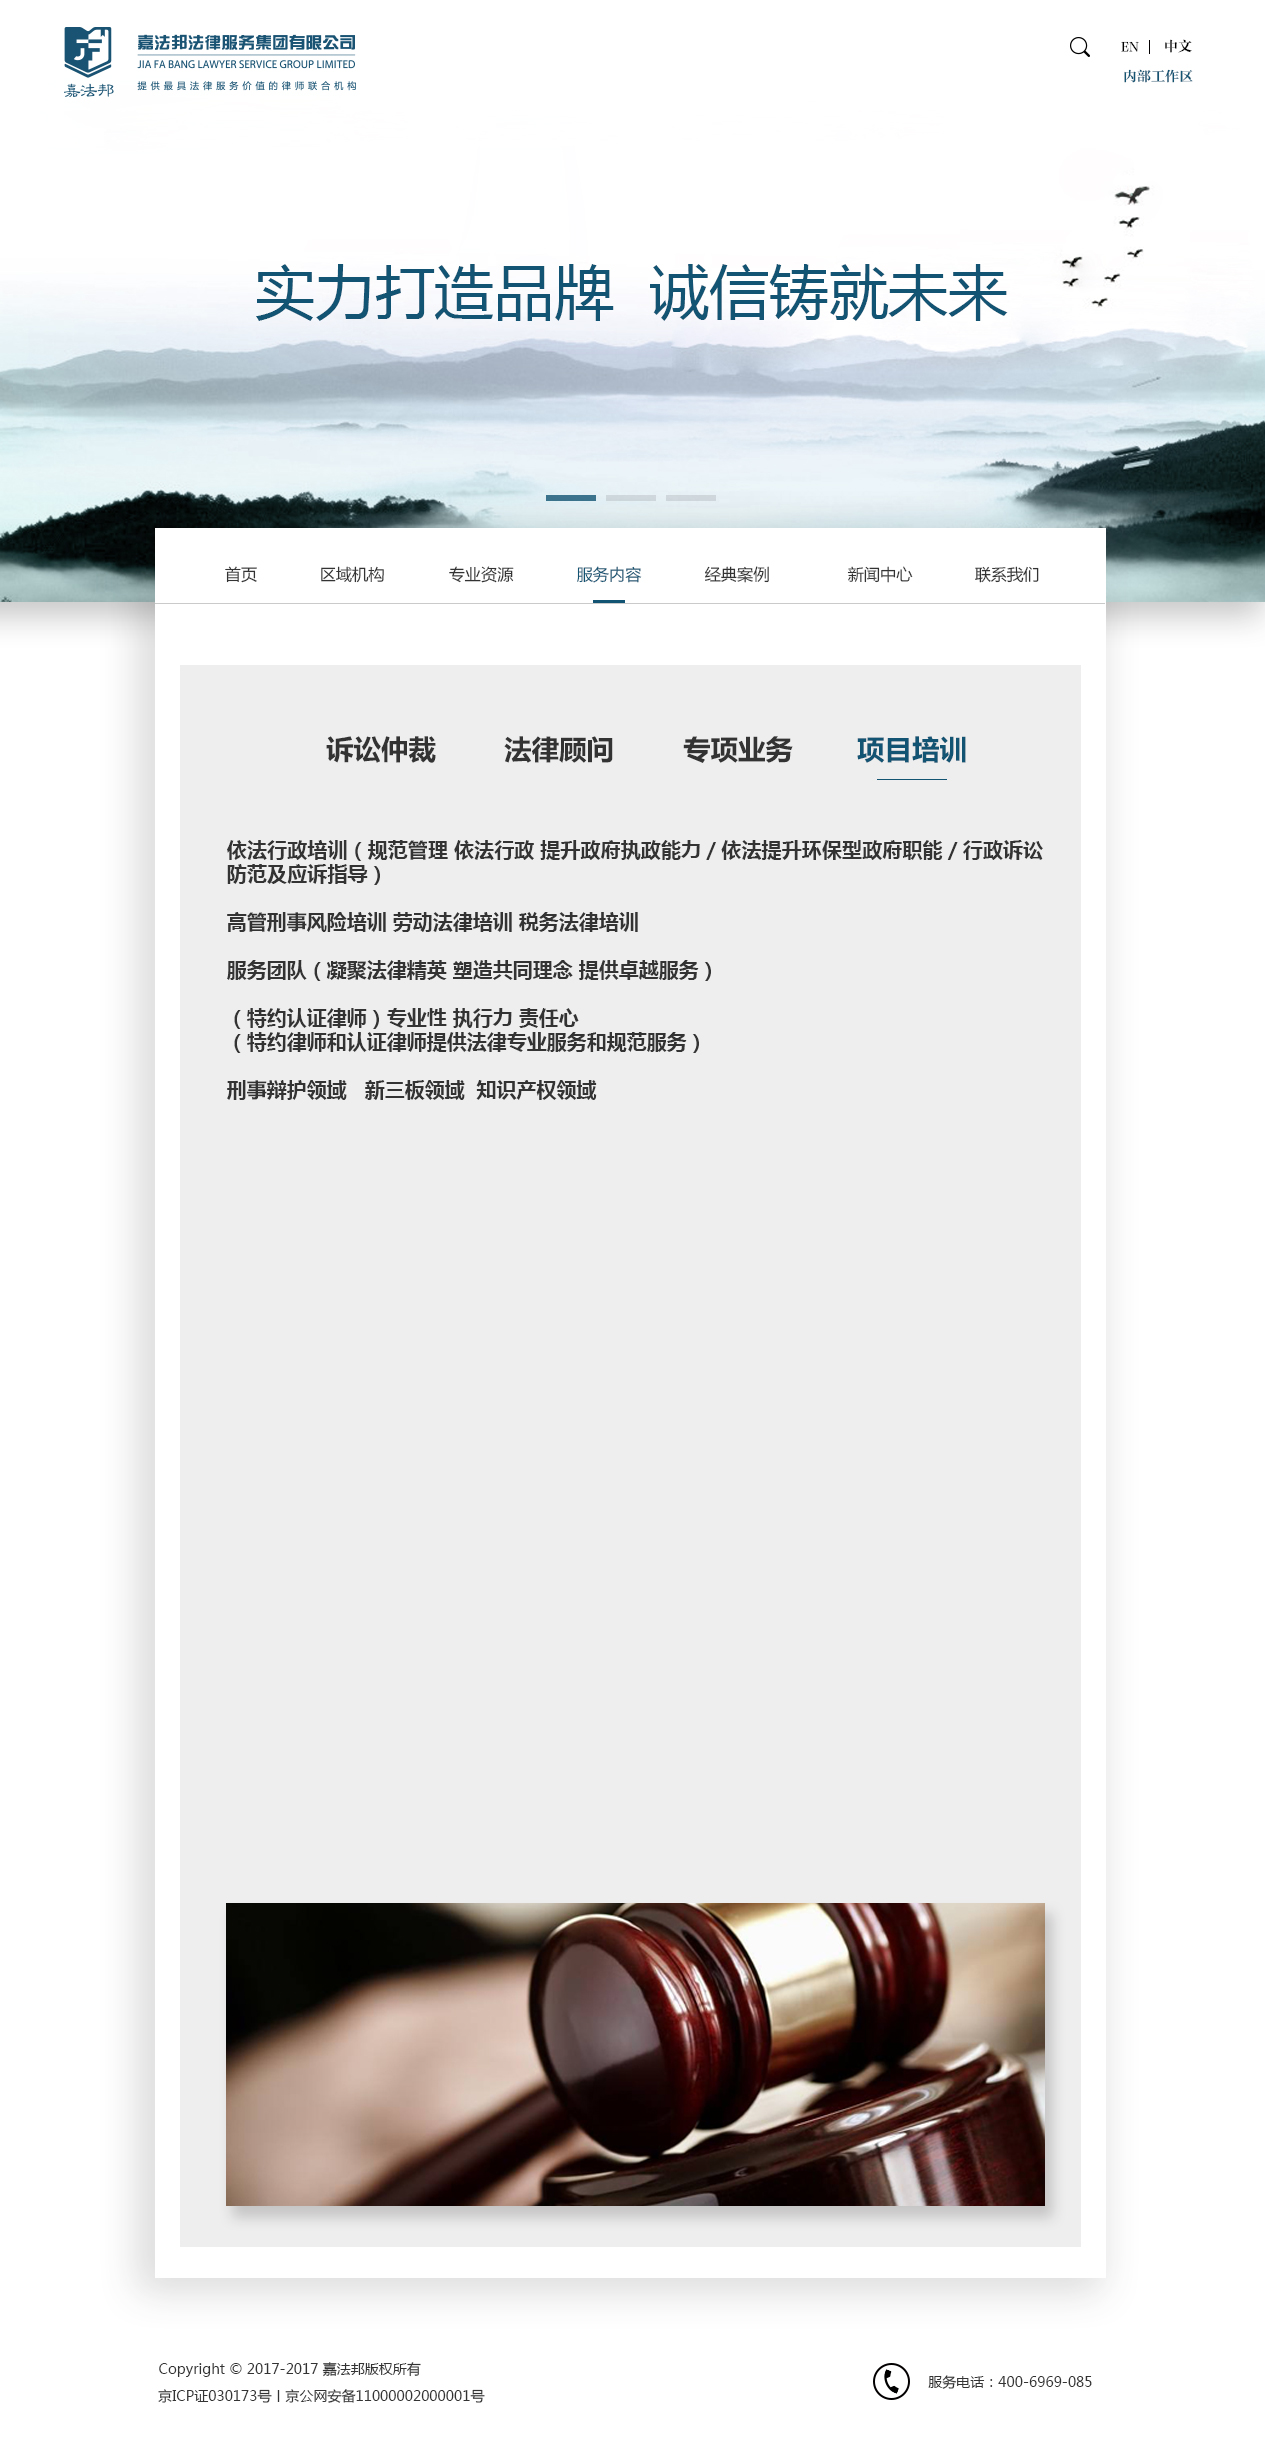 嘉法邦
嘉法邦法律服务集团有限公司
JIA FA BANG LAWYER SERVICE GROUP LIMITED
提供最具法律服务价值的律师联合机构
EN | 中文
内部工作区
实力打造品牌 诚信铸就未来
首页 区域机构 专业资源 服务内容 经典案例 新闻中心 联系我们
诉讼仲裁 法律顾问 专项业务 项目培训
依法行政培训（规范管理 依法行政 提升政府执政能力 / 依法提升环保型政府职能 / 行政诉讼
防范及应诉指导）
高管刑事风险培训 劳动法律培训 税务法律培训
服务团队（凝聚法律精英 塑造共同理念 提供卓越服务）
（特约认证律师）专业性 执行力 责任心
（特约律师和认证律师提供法律专业服务和规范服务）
刑事辩护领域 新三板领域 知识产权领域
Copyright © 2017-2017 嘉法邦版权所有
京ICP证030173号 | 京公网安备11000002000001号
服务电话：400-6969-085